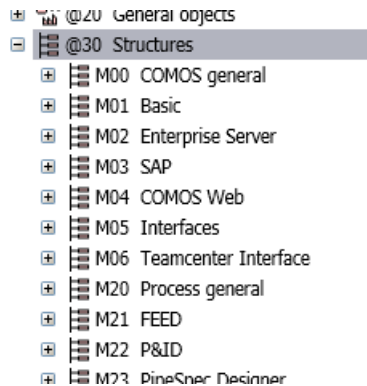 @20 General objects
@30 Structures
M00 COMOS general
M01 Basic
M02 Enterprise Server
M03 SAP
M04 COMOS Web
M05 Interfaces
M06 Teamcenter Interface
M20 Process general
M21 FEED
M22 P&ID
M23 PipeSpec Designer